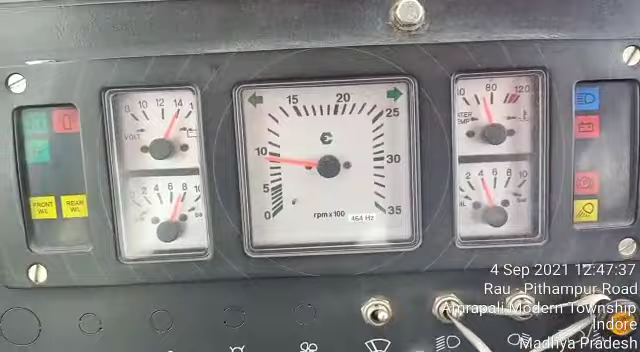 8 10 12 14
VOLT
2 4 6 8 10
FRONT
W/L
REAR
W/L
0 5 10 15 20 25 30 35
rpm x 100
464 Hz
80 120
2 4 6 8 10
4 Sep 2021 12:47:37
Rau - Pithampur Road
Amrapali Modern Township
Indore
Madhya Pradesh